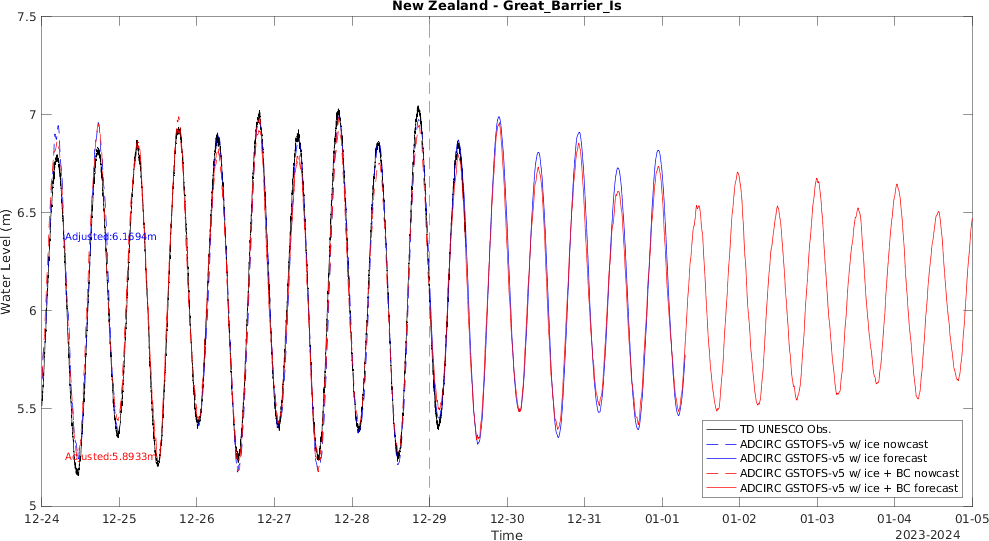 New Zealand - Great_Barrier_Is
7.5
7
6.5
6
5.5
5
Water Level (m)
Adjusted:6.1694m
Adjusted:5.8933m
TD UNESCO Obs.
ADCIRC GSTOFS-v5 w/ ice nowcast
ADCIRC GSTOFS-v5 w/ ice forecast
ADCIRC GSTOFS-v5 w/ ice + BC nowcast
ADCIRC GSTOFS-v5 w/ ice + BC forecast
12-24 12-25 12-26 12-27 12-28 12-29 12-30 12-31 01-01 01-02 01-03 01-04 01-05
Time
2023-2024